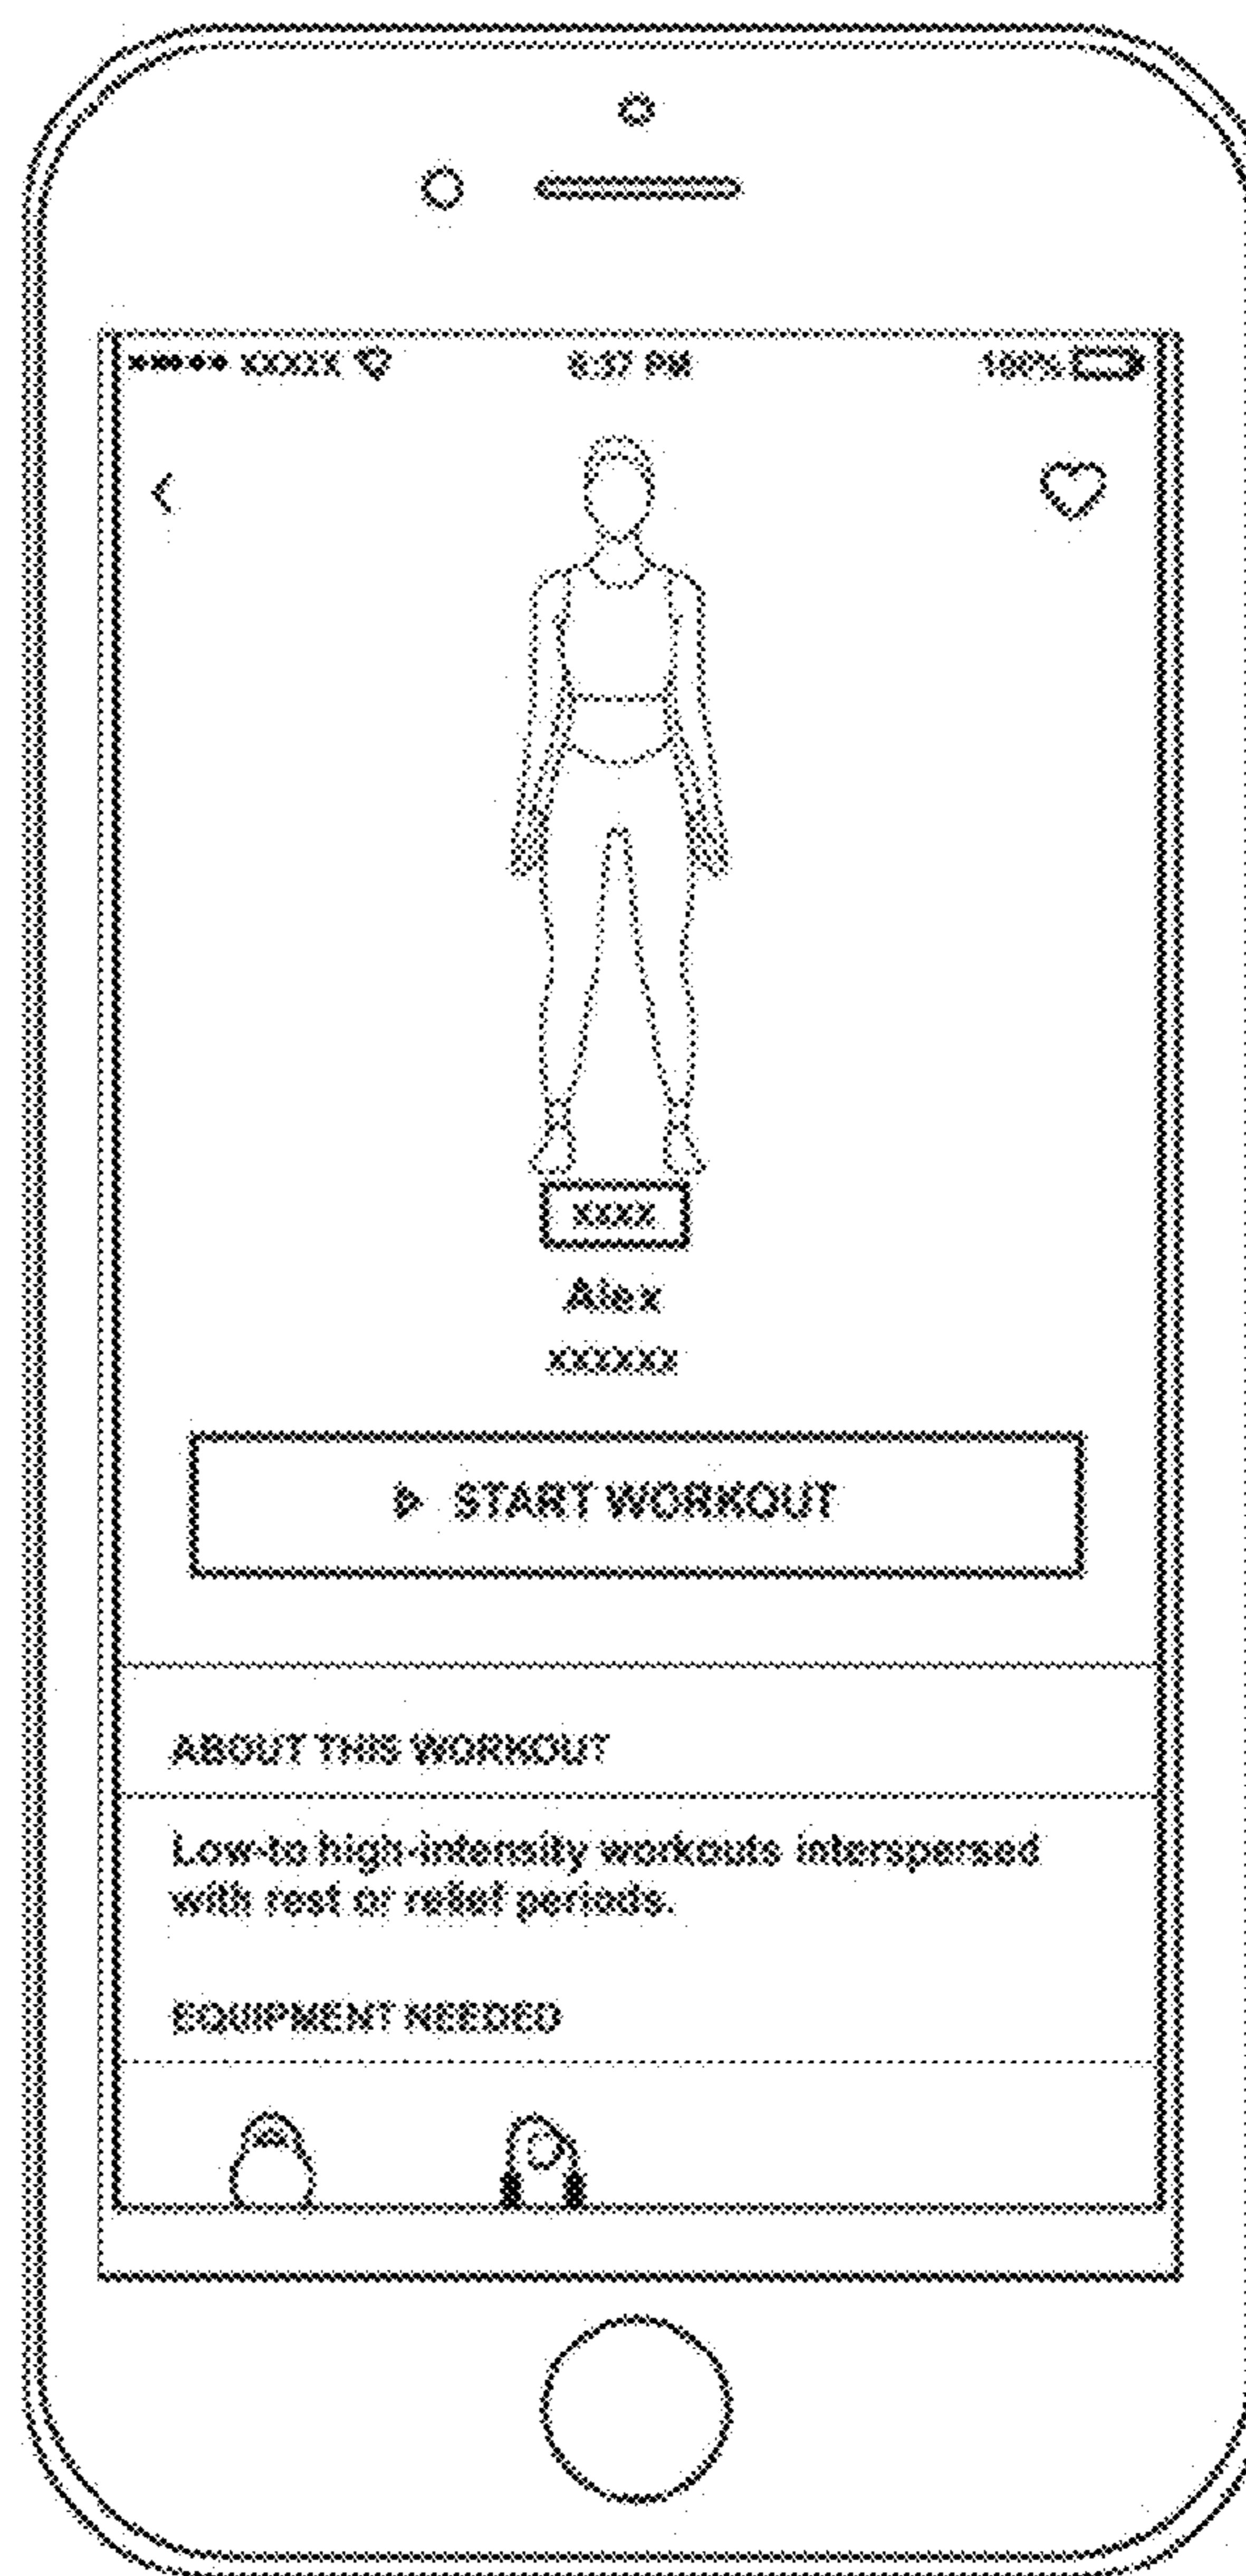 XXXXX 8:37 PM 100%
XXXX
Alex
XXXXXX
START WORKOUT
ABOUT THIS WORKOUT
Low-to high-intensity workouts interspersed
with rest or relief periods.
EQUIPMENT NEEDED